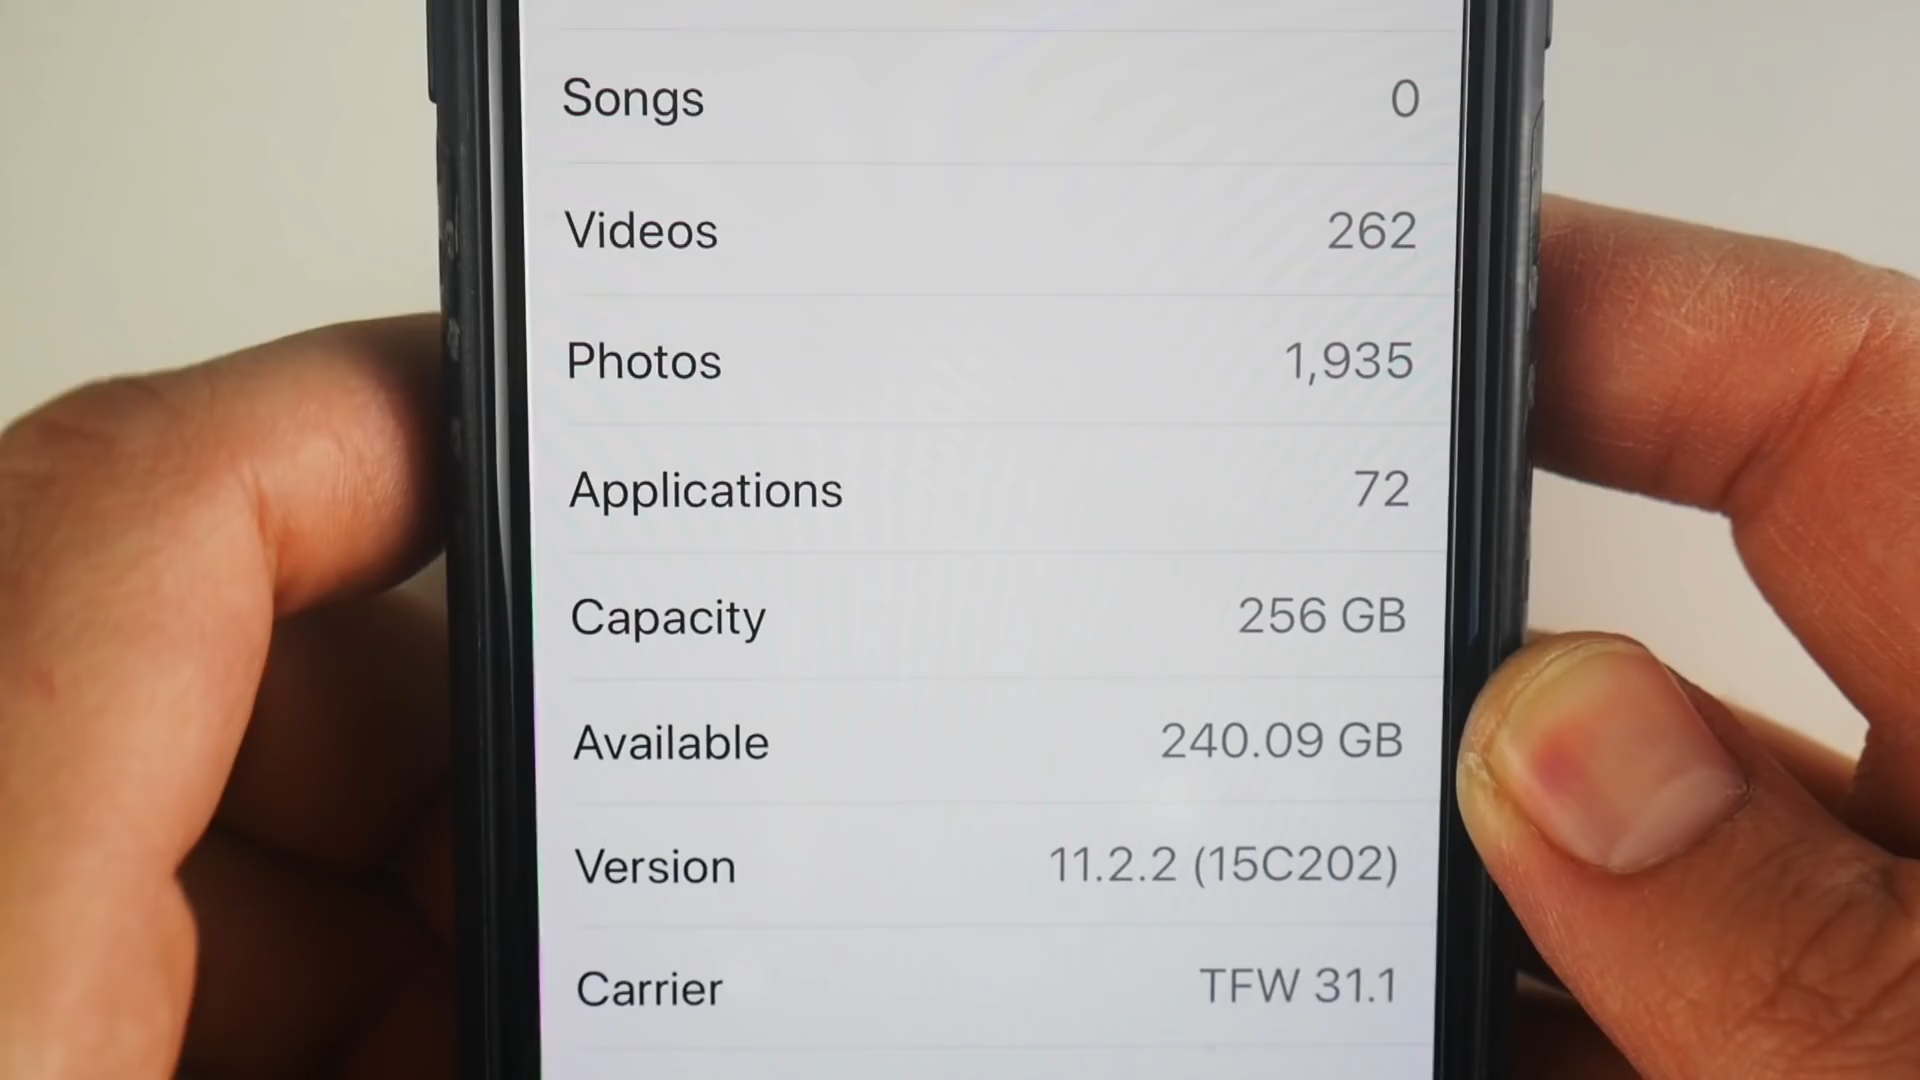 Songs 0
Videos 262
Photos 1,935
Applications 72
Capacity 256 GB
Available 240.09 GB
Version 11.2.2 (15C202)
Carrier TFW 31.1